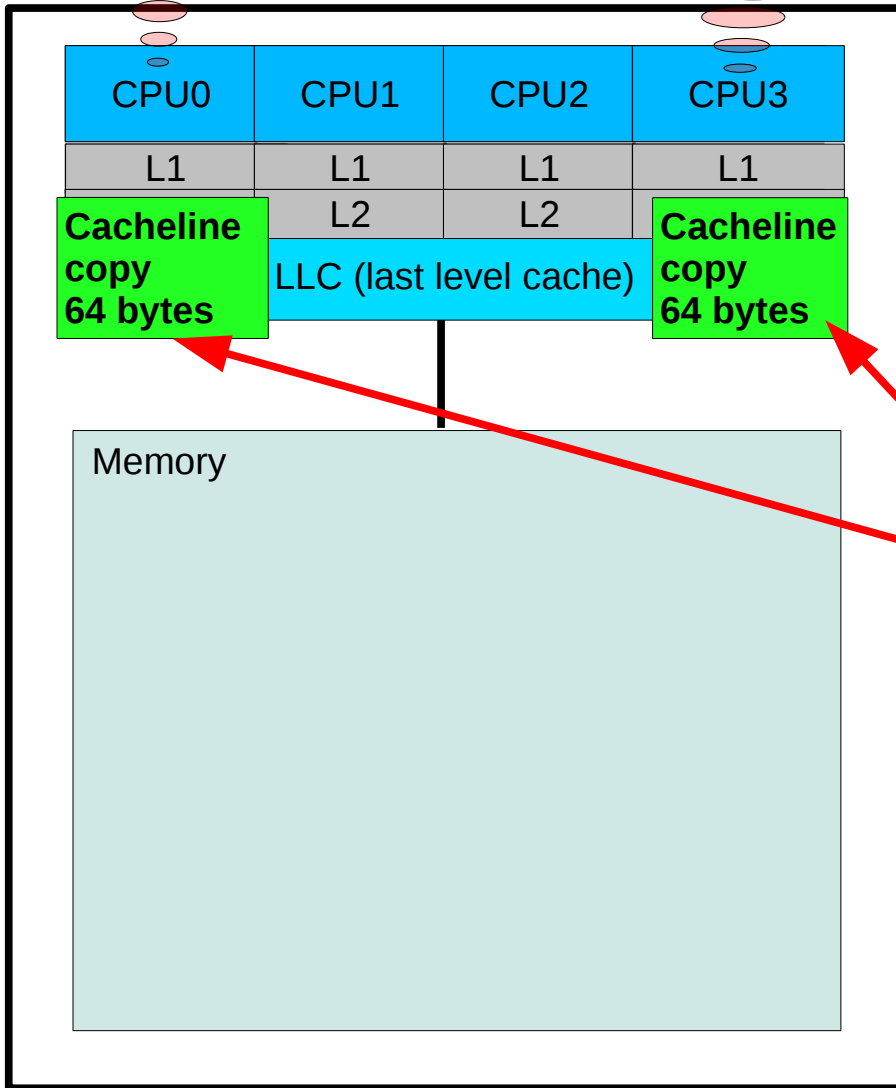 CPU0 CPU1 CPU2 CPU3
L1 L1 L1 L1
L2 L2
Cacheline
copy
64 bytes
LLC (last level cache)
Cacheline
copy
64 bytes
Memory